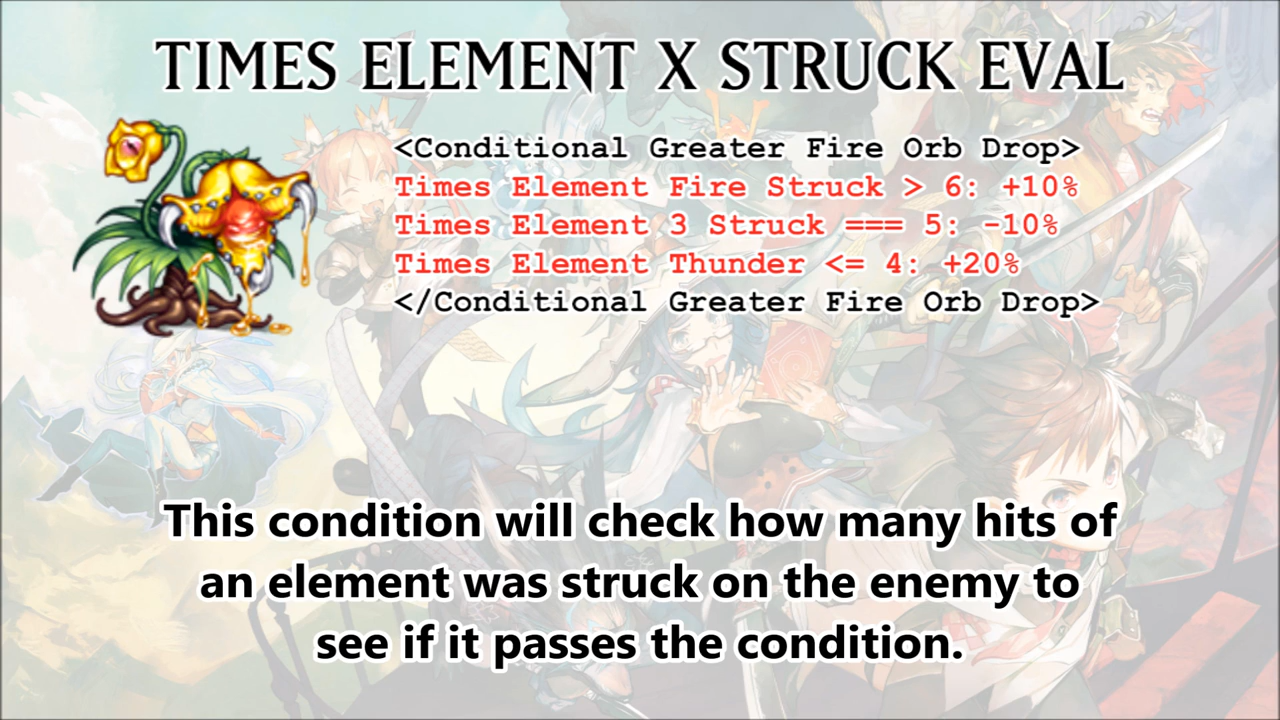 TIMES ELEMENT X STRUCK EVAL
<Conditional Greater Fire Orb Drop>
Times Element Fire Struck > 6: +10%
Times Element 3 Struck === 5: -10%
Times Element Thunder <= 4: +20%
</Conditional Greater Fire Orb Drop>
This condition will check how many hits of
an element was struck on the enemy to
see if it passes the condition.